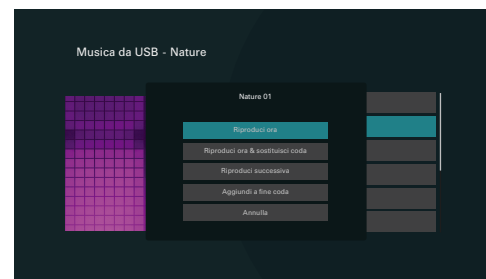 Musica da USB - Nature
Nature 01
Riproduci ora
Riproduci ora & sostituisci coda
Riproduci successiva
Aggiundi a fine coda
Annulla